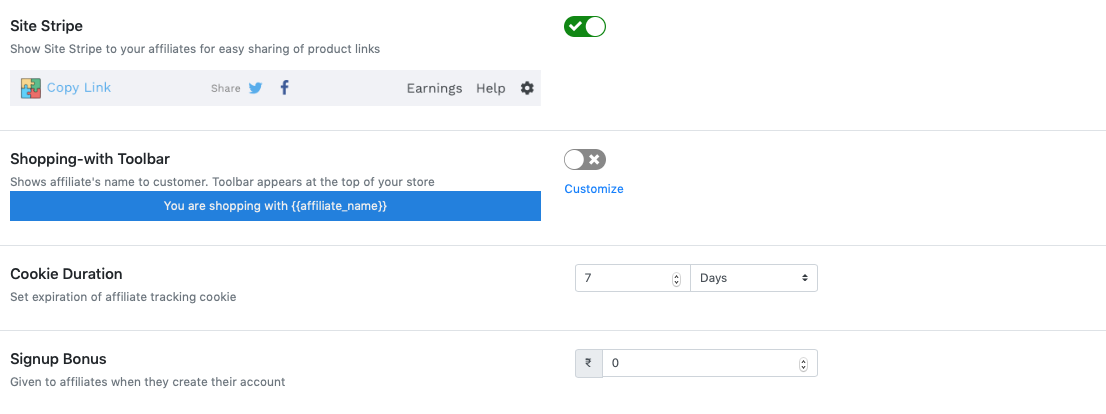 Site Stripe
Show Site Stripe to your affiliates for easy sharing of product links
Copy Link Share Earnings Help
Shopping-with Toolbar
Shows affiliate's name to customer. Toolbar appears at the top of your store
Customize
You are shopping with {{affiliate_name}}
Cookie Duration
7 Days
Set expiration of affiliate tracking cookie
Signup Bonus
₹ 0
Given to affiliates when they create their account